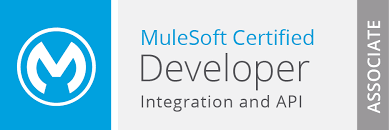 MuleSoft Certified
Developer
Integration and API
ASSOCIATE